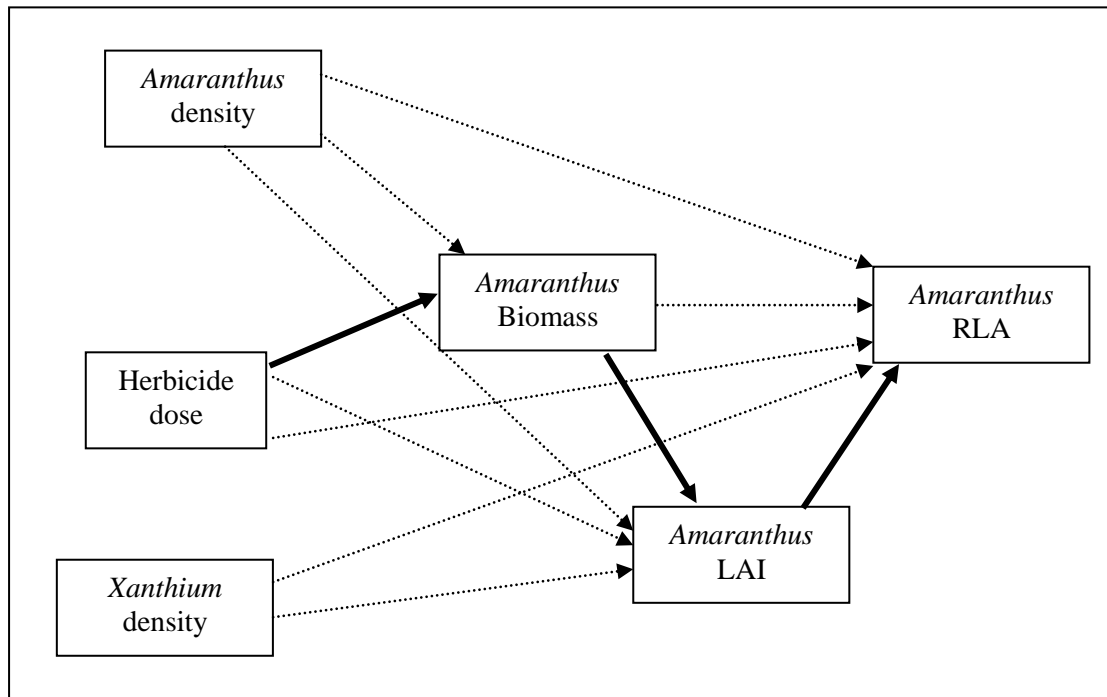 Amaranthus
density
Amaranthus
Biomass
Amaranthus
RLA
Herbicide
dose
Amaranthus
LAI
Xanthium
density